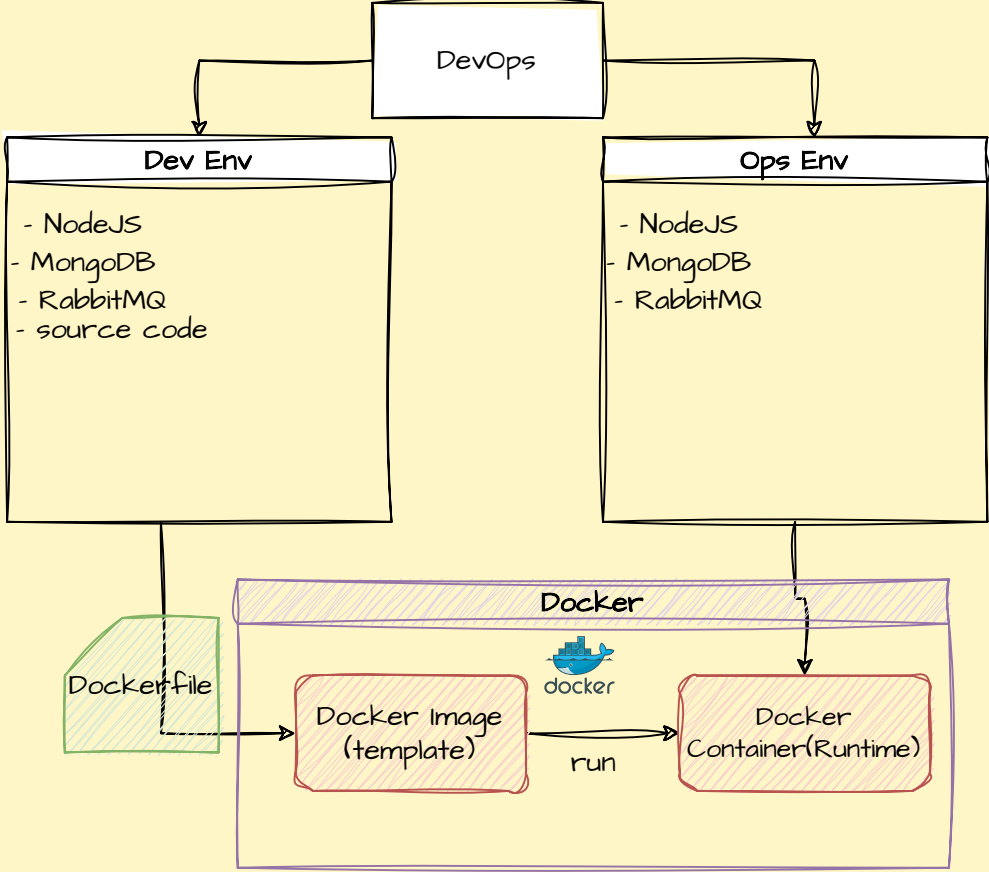 DevOps
Dev Env
- NodeJS
- MongoDB
- RabbitMQ
- source code
Ops Env
- NodeJS
- MongoDB
- RabbitMQ
Docker
docker
Dockerfile
Docker Image
(template)
run
Docker
Container(Runtime)